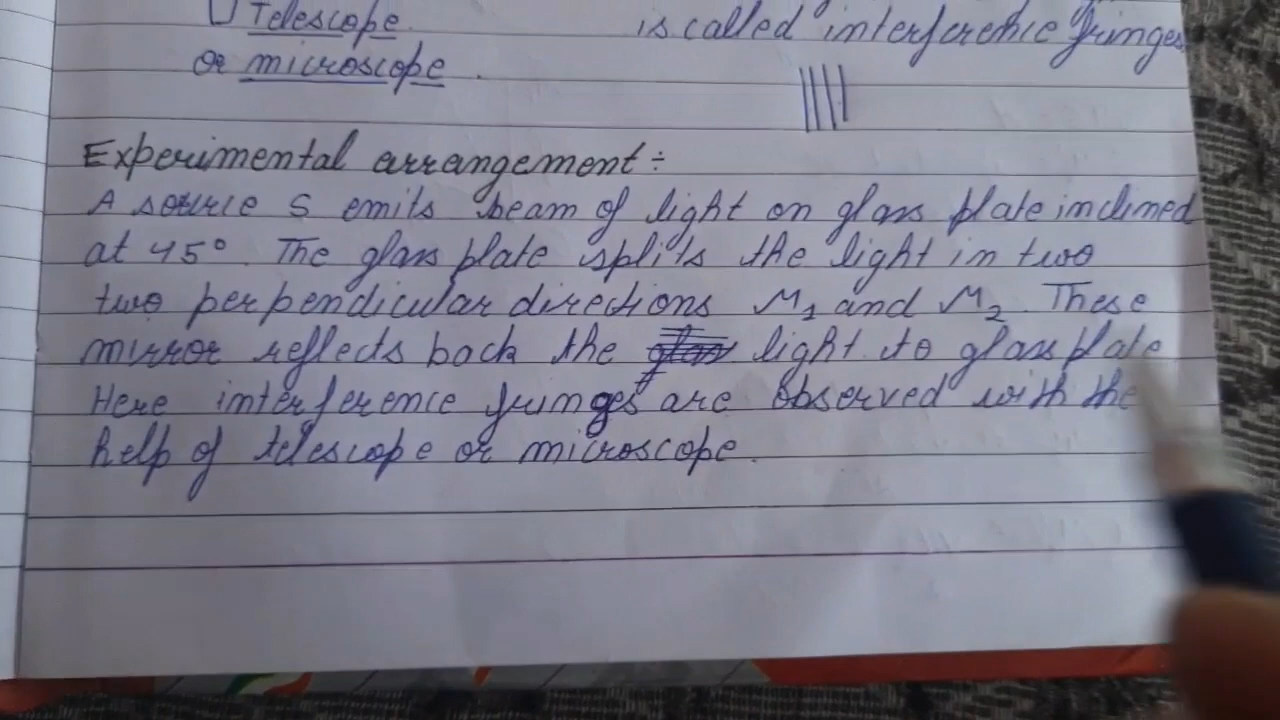 Telescope
or microscope.
is called interference fringes
Experimental arrangement÷
A source S emits beam of light on glass plate inclined
at 45°. The glass plate splits the light in two
two perpendicular directions M₁ and M₂. These
mirror reflects back the light to glass plate
Here interference fringes are observed with the
help of telescope or microscope.